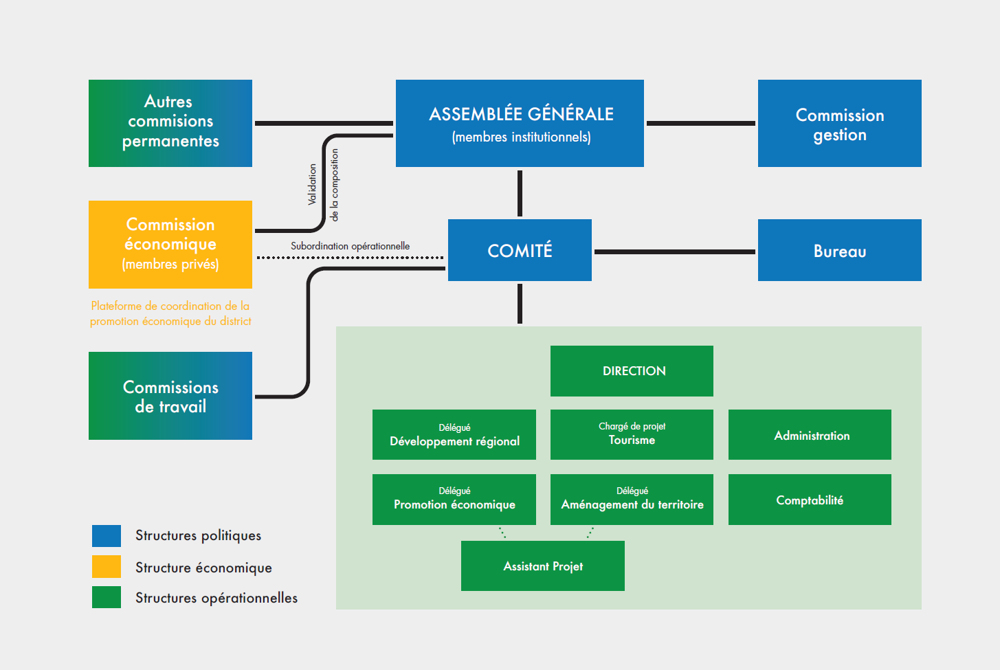 Autres
commisions
permanentes
ASSEMBLÉE GÉNÉRALE
(membres institutionnels)
Commission
gestion
Validation
de la composition
Commission
économique
(membres privés)
Subordination opérationnelle
COMITÉ
Bureau
Plateforme de coordination de la
promotion économique du district
Commissions
de travail
DIRECTION
Délégué
Développement régional
Chargé de projet
Tourisme
Administration
Délégué
Promotion économique
Délégué
Aménagement du territoire
Comptabilité
Assistant Projet
Structures politiques
Structure économique
Structures opérationnelles